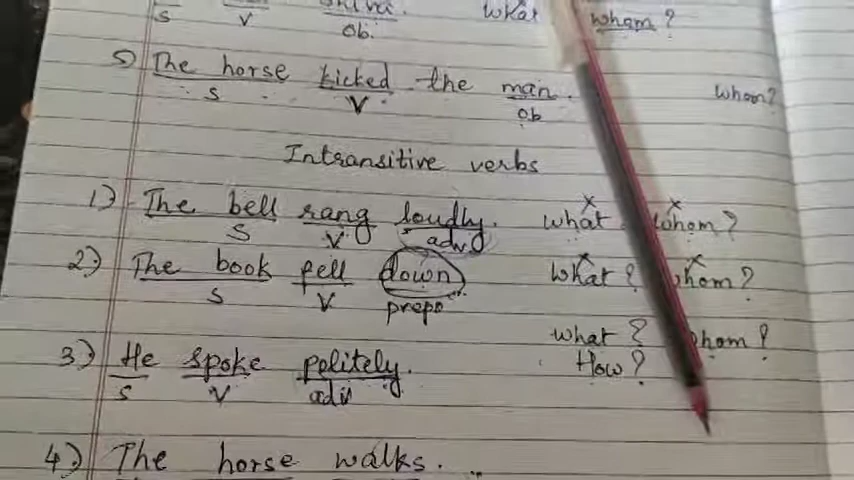 what whom?
S V Ob.
5) The horse kicked the man. whom?
S V Ob
Intransitive verbs
1) The bell rang loudly. what whom?
S V adv
2) The book fell down what? whom?
S V prepo
3) He spoke politely. what? whom?
S V adv How?
4) The horse walks.